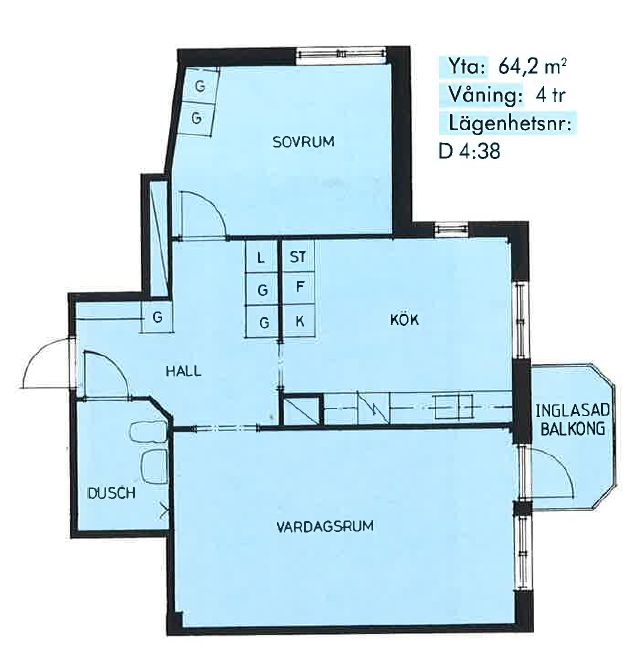 Yta: 64,2 m²
Våning: 4 tr
Lägenhetsnr:
D 4:38
G
G
SOVRUM
L
ST
G
F
G
G
K
KÖK
HALL
INGLASAD
BALKONG
DUSCH
VARDAGSRUM